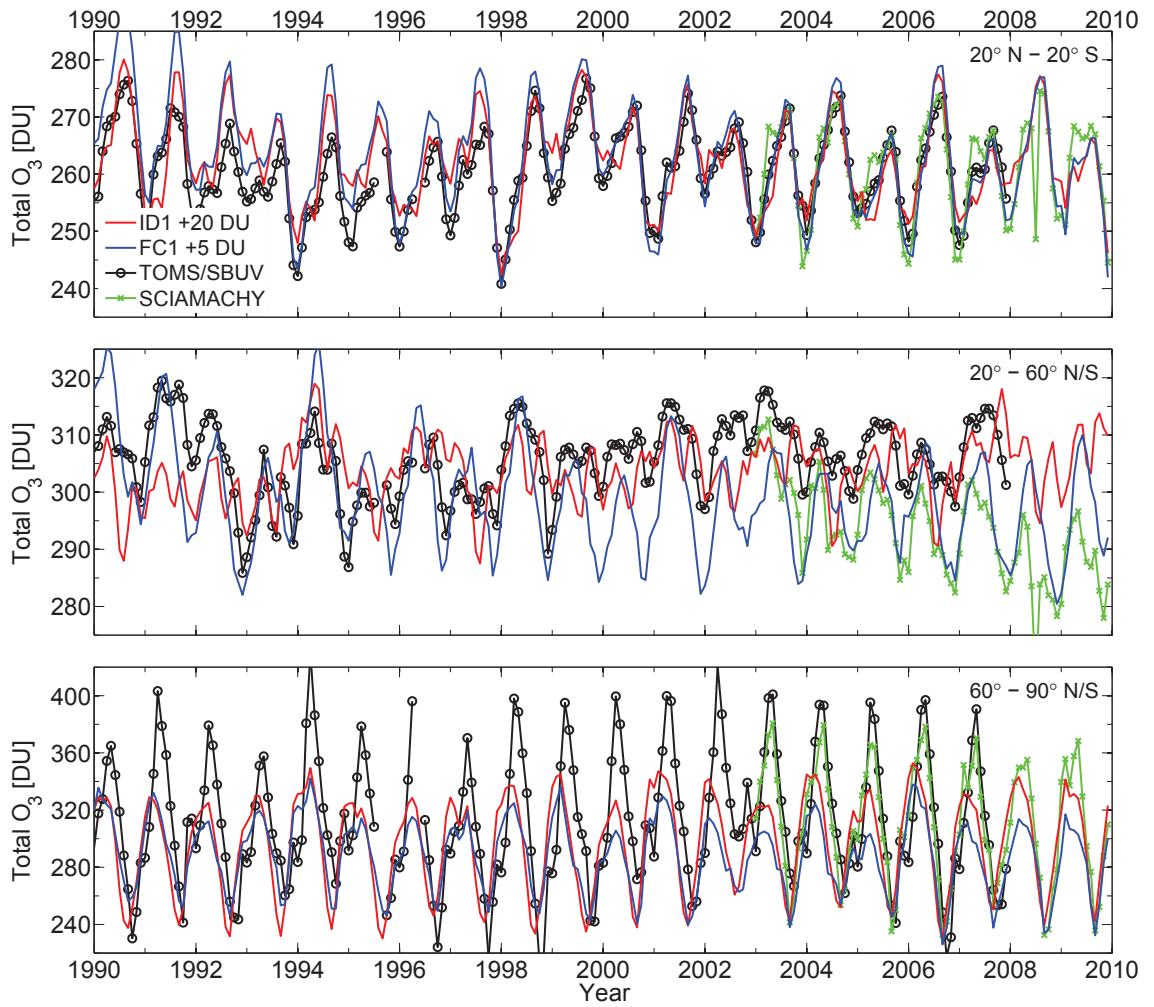 1990 1992 1994 1996 1998 2000 2002 2004 2006 2008 2010
Total O3 [DU]
280
270
260
250
240
20° N − 20° S
ID1 +20 DU
FC1 +5 DU
TOMS/SBUV
SCIAMACHY
Total O3 [DU]
320
310
300
290
280
20° − 60° N/S
Total O3 [DU]
400
360
320
280
240
60° − 90° N/S
1990 1992 1994 1996 1998 2000 2002 2004 2006 2008 2010
Year